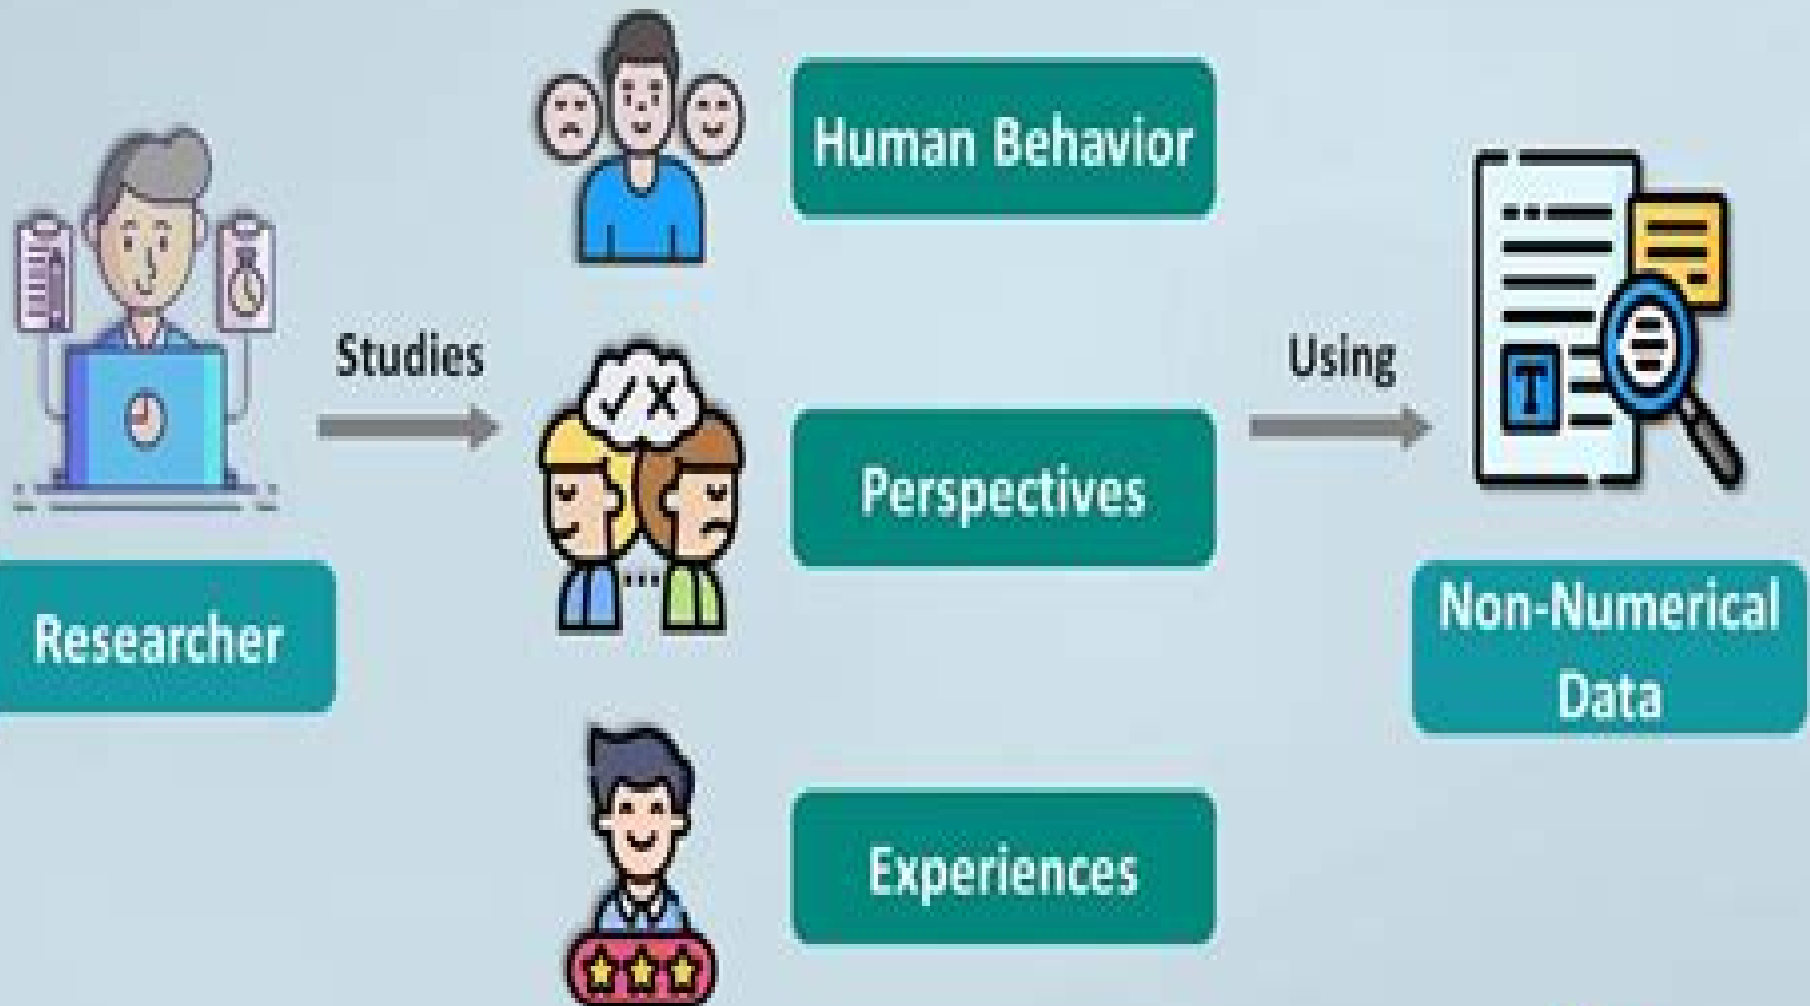 Human Behavior
Studies
Using
T
Perspectives
Researcher
Non-Numerical
Data
Experiences